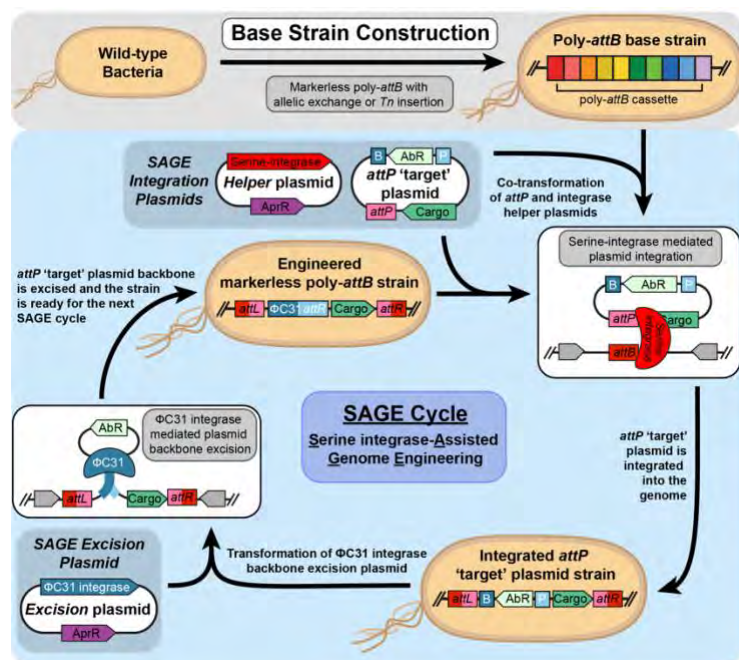 Base Strain Construction
Wild-type
Bacteria
Markerless poly-attB with
allelic exchange or Tn insertion
Poly-attB base strain
poly-attB cassette
SAGE
Integration
Plasmids
Serine-integrase
Helper plasmid
AprR
B
AbR
P
attP ‘target’
plasmid
attP
Cargo
Co-transformation
of attP and integrase
helper plasmids
Serine-integrase mediated
plasmid integration
B
AbR
P
attP
Cargo
attB
Serine
integrase
attP ‘target’ plasmid backbone
is excised and the strain
is ready for the next
SAGE cycle
Engineered
markerless poly-attB strain
attL
ΦC31
attR
Cargo
attR
SAGE Cycle
Serine integrase-Assisted
Genome Engineering
AbR
ΦC31 integrase
mediated plasmid
backbone excision
ΦC31
attL
Cargo
attR
attP ‘target’
plasmid is
integrated
into the
genome
SAGE Excision
Plasmid
ΦC31 integrase
Excision plasmid
AprR
Transformation of ΦC31 integrase
backbone excision plasmid
Integrated attP
‘target’ plasmid strain
attL
B
AbR
P
Cargo
attR